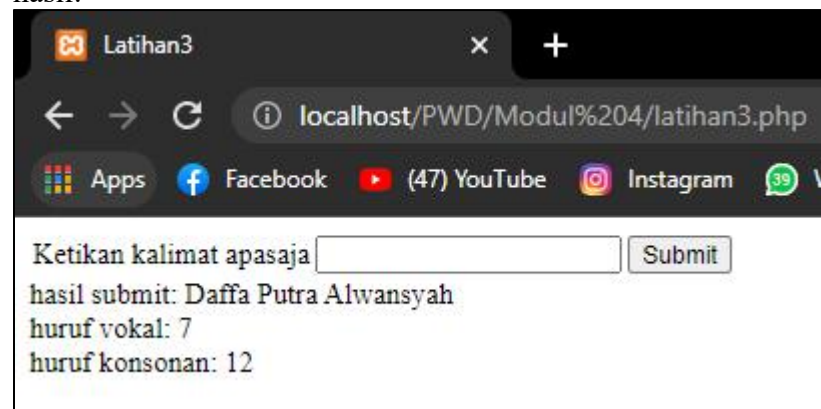 Latihan3
localhost/PWD/Modul%204/latihan3.php
Apps Facebook (47) YouTube Instagram 39
Ketikan kalimat apasaja Submit
hasil submit: Daffa Putra Alwansyah
huruf vokal: 7
huruf konsonan: 12